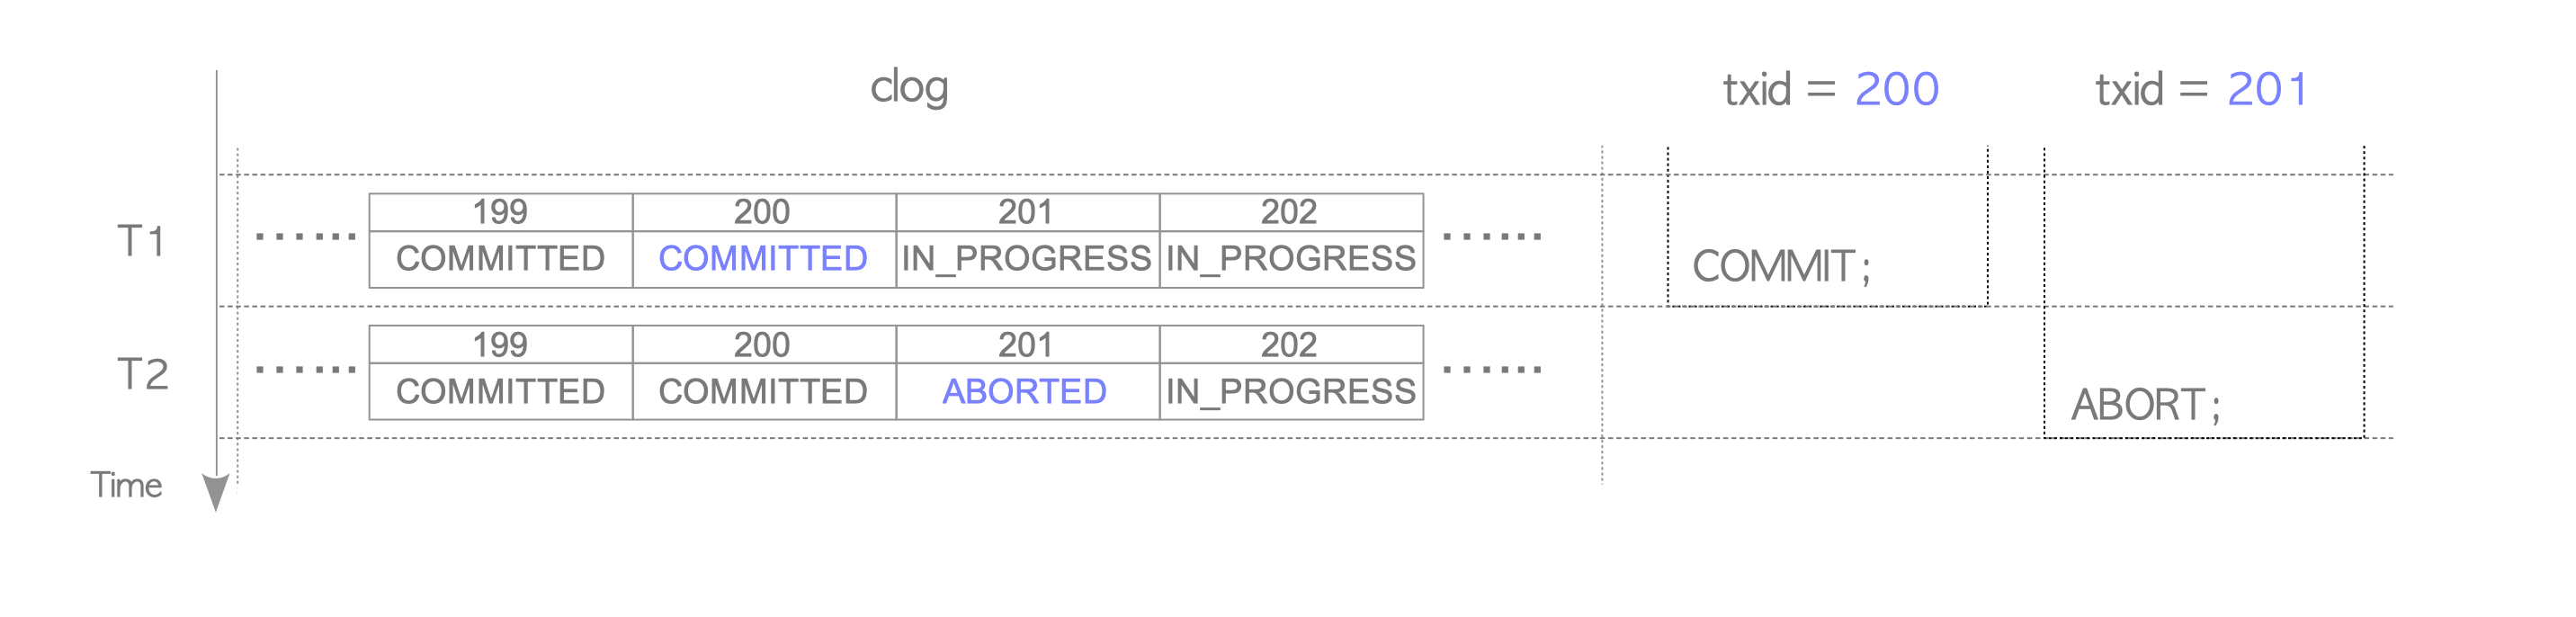 clog txid = 200 txid = 201
199 200 201 202
T1 ...... COMMITTED COMMITTED IN_PROGRESS IN_PROGRESS ...... COMMIT;
199 200 201 202
T2 ...... COMMITTED COMMITTED ABORTED IN_PROGRESS ...... ABORT;
Time